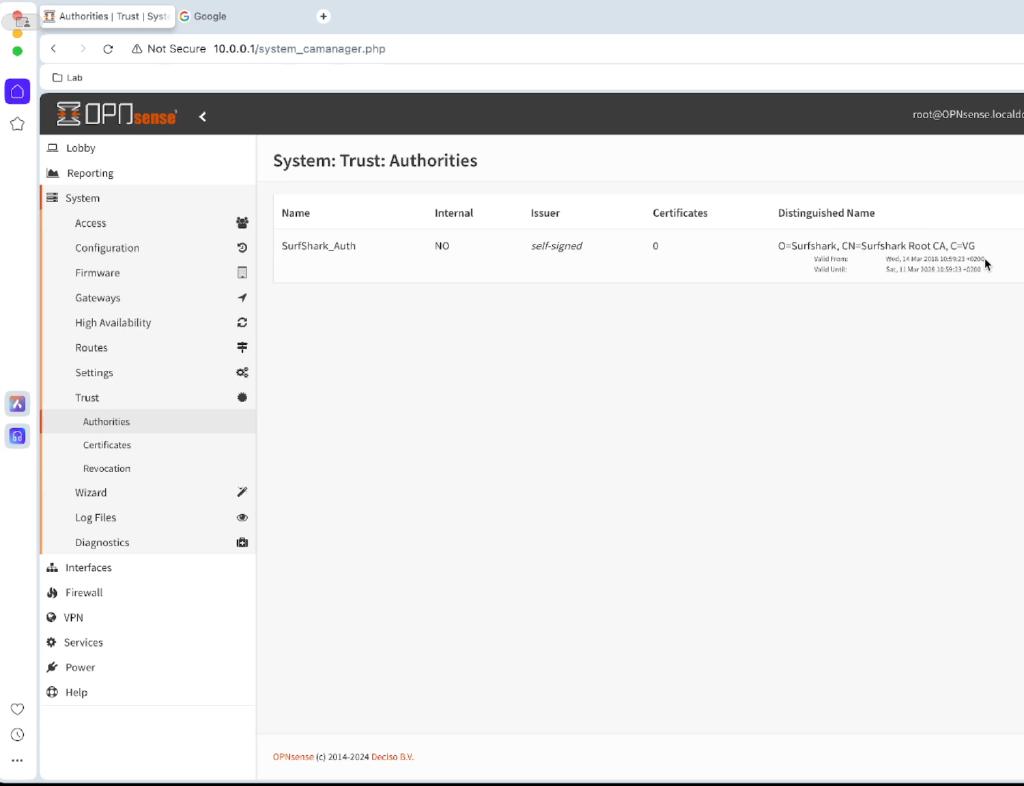 Authorities | Trust | Syst
Google
Not Secure 10.0.0.1/system_camanager.php
Lab
OPNsense
root@OPNsense.localdo
Lobby
Reporting
System
Access
Configuration
Firmware
Gateways
High Availability
Routes
Settings
Trust
Authorities
Certificates
Revocation
Wizard
Log Files
Diagnostics
Interfaces
Firewall
VPN
Services
Power
Help
System: Trust: Authorities
Name Internal Issuer Certificates Distinguished Name
SurfShark_Auth NO self-signed 0 O=Surfshark, CN=Surfshark Root CA, C=VG
Valid From: Wed, 14 Mar 2018 10:59:23 +0200
Valid Until: Sat, 11 Mar 2028 10:59:23 +0200
OPNsense (c) 2014-2024 Deciso B.V.